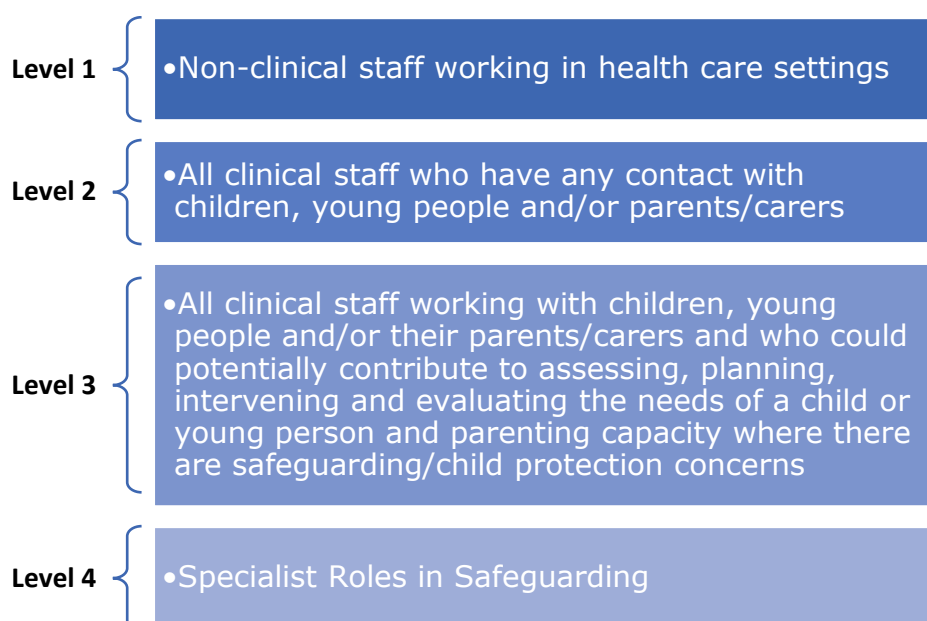 Level 1
•Non-clinical staff working in health care settings
Level 2
•All clinical staff who have any contact with
children, young people and/or parents/carers
Level 3
•All clinical staff working with children, young
people and/or their parents/carers and who could
potentially contribute to assessing, planning,
intervening and evaluating the needs of a child or
young person and parenting capacity where there
are safeguarding/child protection concerns
Level 4
•Specialist Roles in Safeguarding